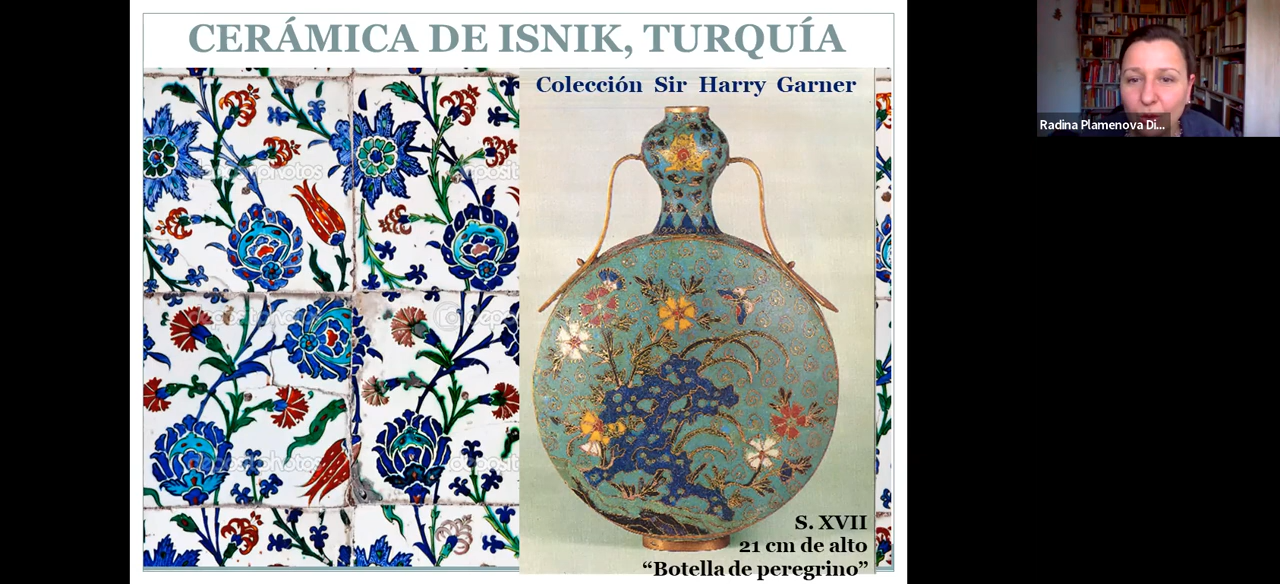 CERÁMICA DE ISNIK, TURQUÍA
Colección Sir Harry Garner
Radina Plamenova Di...
depositphotos
S. XVII
21 cm de alto
“Botella de peregrino”